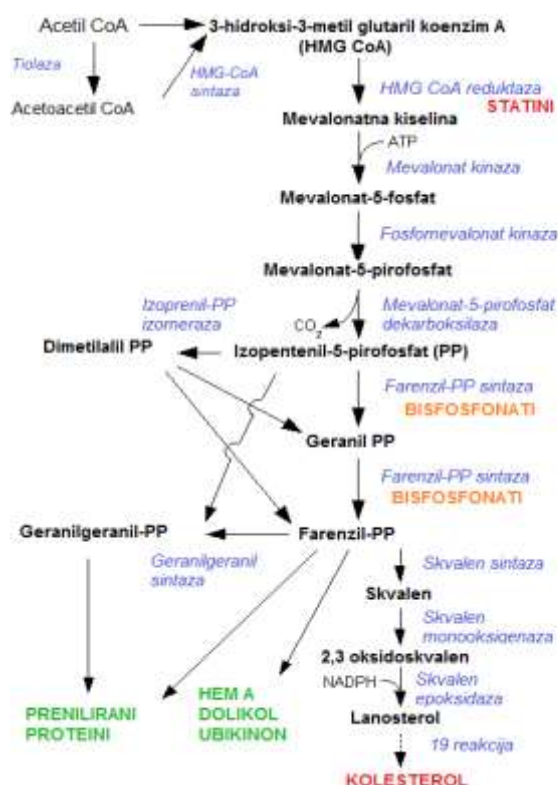 Acetil CoA
3-hidroksi-3-metil glutaril koenzim A
(HMG CoA)
Tiolaza
HMG-CoA
sintaza
HMG CoA reduktaza
STATINI
Acetoacetil CoA
Mevalonatna kiselina
ATP
Mevalonat kinaza
Mevalonat-5-fosfat
Fosfomevalonat kinaza
Mevalonat-5-pirofosfat
Izoprenil-PP
izomeraza
CO2
Mevalonat-5-pirofosfat
dekarboksilaza
Dimetilalil PP
Izopentenil-5-pirofosfat (PP)
Farenzil-PP sintaza
BISFOSFONATI
Geranil PP
Farenzil-PP sintaza
BISFOSFONATI
Geranilgeranil-PP
Farenzil-PP
Geranilgeranil
sintaza
Skvalen sintaza
Skvalen
Skvalen
monooksigenaza
2,3 oksidoskvalen
NADPH
Skvalen
epoksidaza
Lanosterol
PRENILIRANI
PROTEINI
HEM A
DOLIKOL
UBIKINON
19 reakcija
KOLESTEROL